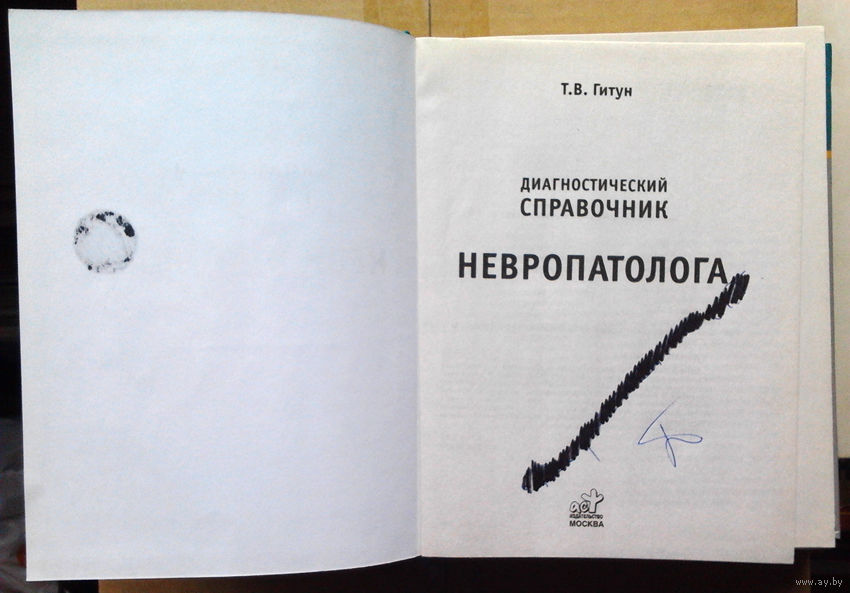 Т.В. Гитун
ДИАГНОСТИЧЕСКИЙ
СПРАВОЧНИК
НЕВРОПАТОЛОГА
аст
ИЗДАТЕЛЬСТВО
МОСКВА
www.ay.by